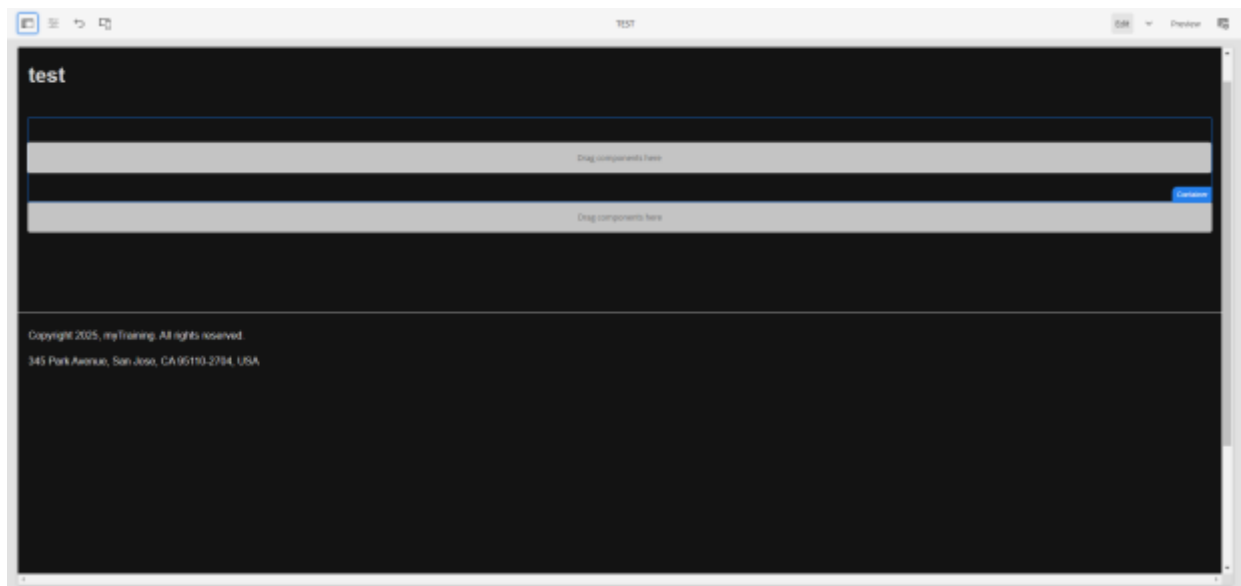 TEST
Edit
Preview
test
Drag components here
Container
Drag components here
Copyright 2025, myTraining. All rights reserved.
345 Park Avenue, San Jose, CA 95110-2704, USA